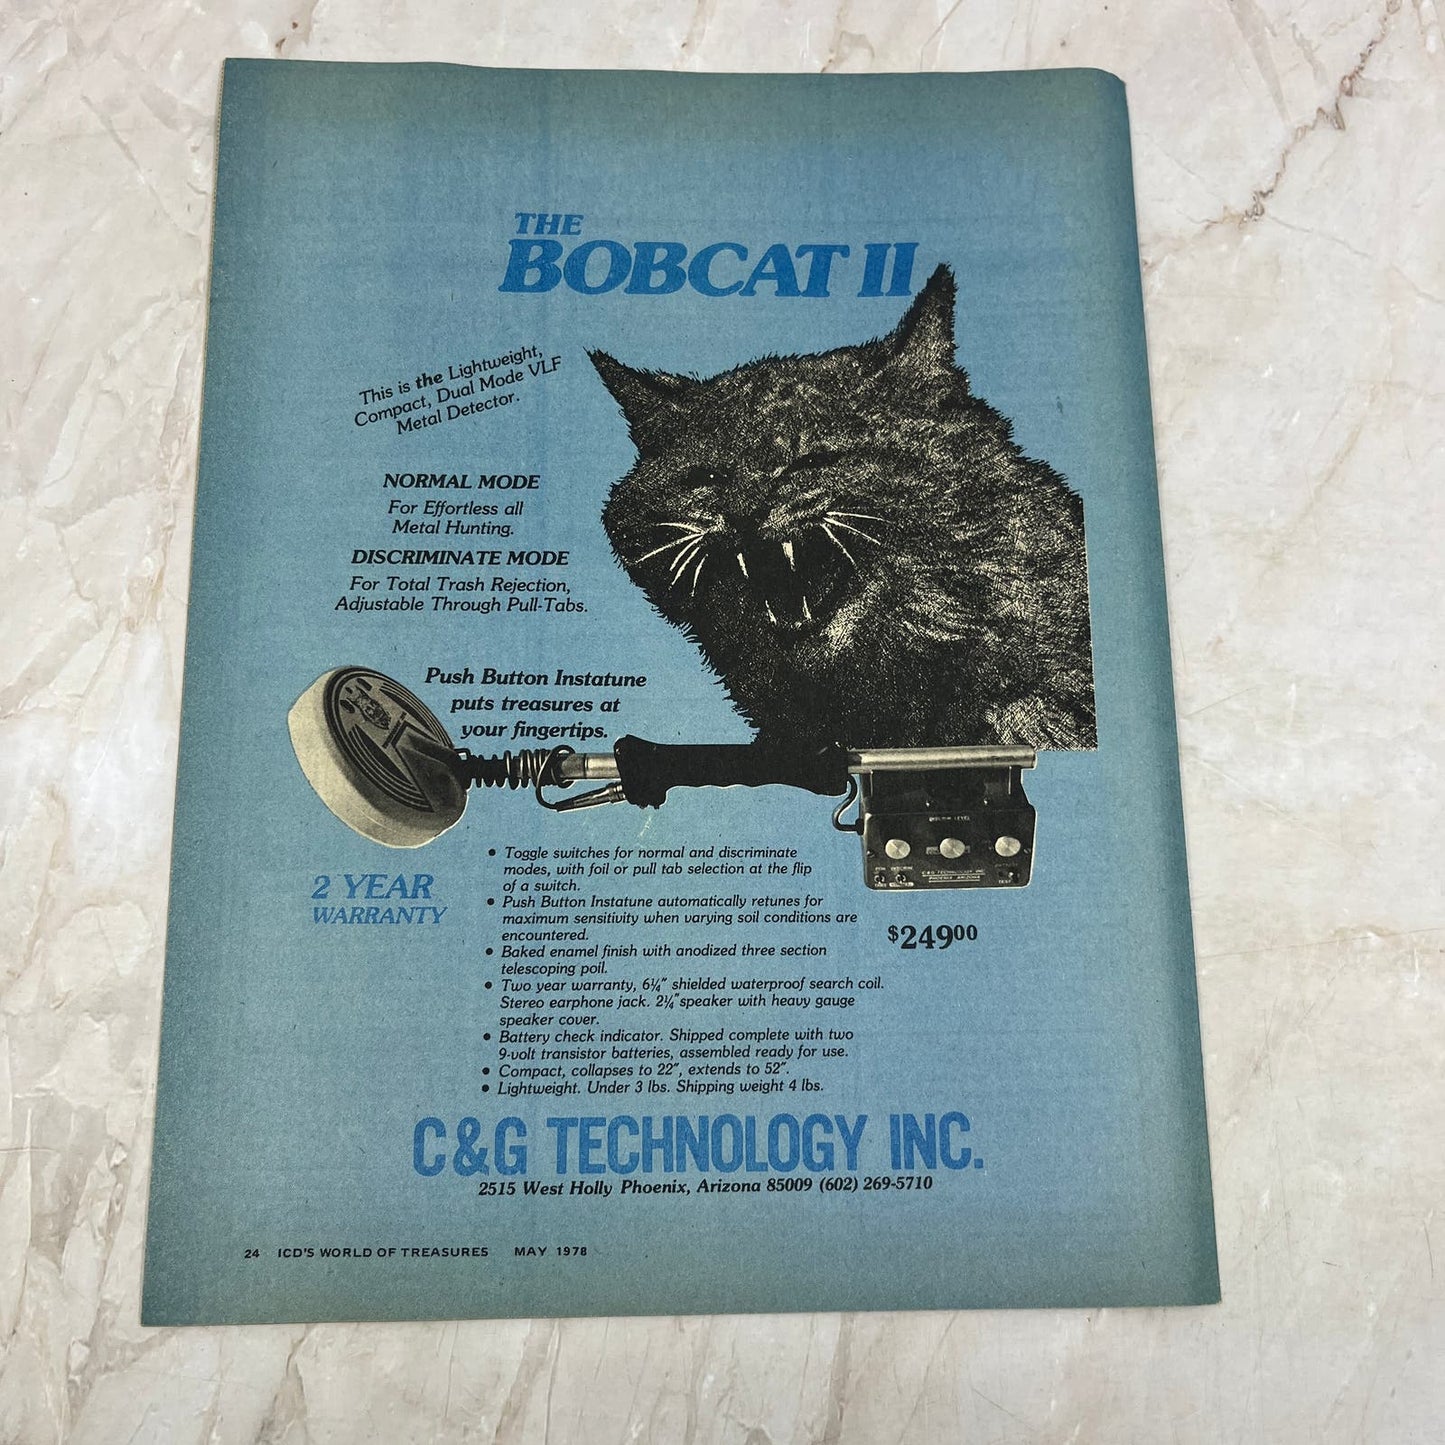 THE
BOBCAT II
This is the Lightweight,
Compact, Dual Mode VLF
Metal Detector.
NORMAL MODE
For Effortless all
Metal Hunting.
DISCRIMINATE MODE
For Total Trash Rejection,
Adjustable Through Pull-Tabs.
Push Button Instatune
puts treasures at
your fingertips.
C&G TECHNOLOGY INC.
PHOENIX ARIZONA
2 YEAR
WARRANTY
$24900
• Toggle switches for normal and discriminate
modes, with foil or pull tab selection at the flip
of a switch.
• Push Button Instatune automatically retunes for
maximum sensitivity when varying soil conditions are
encountered.
• Baked enamel finish with anodized three section
telescoping poil.
• Two year warranty, 6¼" shielded waterproof search coil.
Stereo earphone jack. 2¼" speaker with heavy gauge
speaker cover.
• Battery check indicator. Shipped complete with two
9-volt transistor batteries, assembled ready for use.
• Compact, collapses to 22", extends to 52".
• Lightweight. Under 3 lbs. Shipping weight 4 lbs.
C&G TECHNOLOGY INC.
2515 West Holly Phoenix, Arizona 85009 (602) 269-5710
24 ICD'S WORLD OF TREASURES MAY 1978